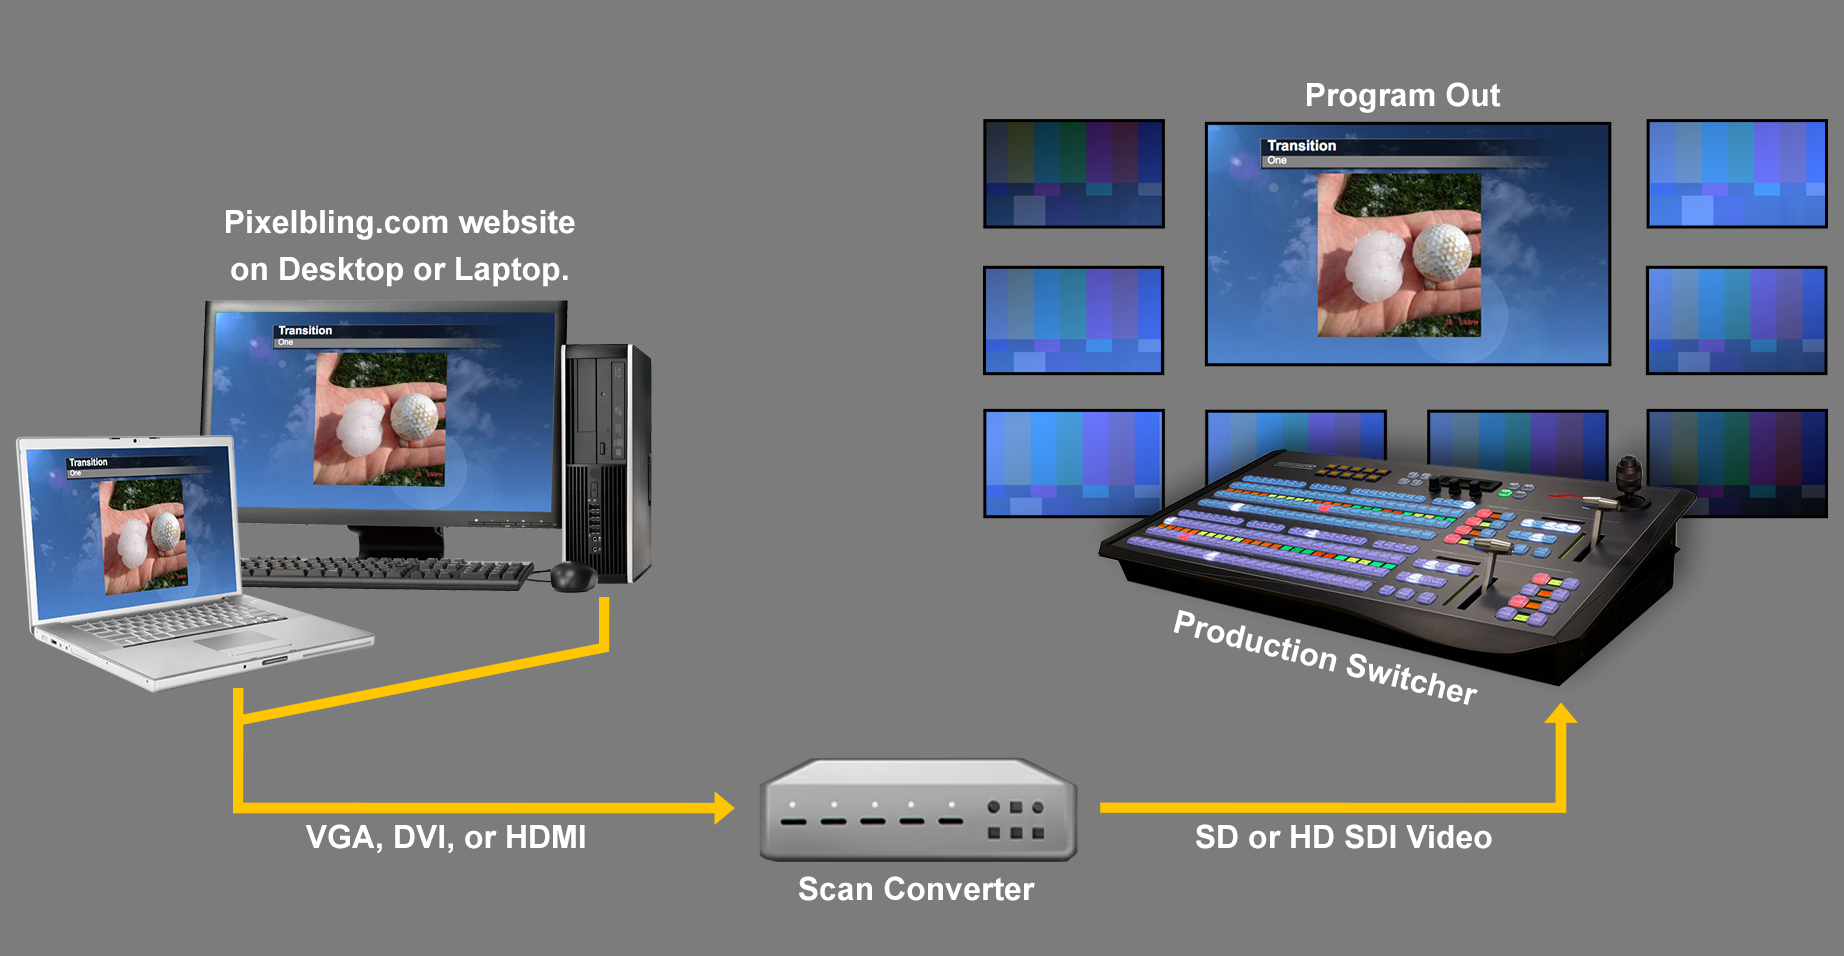 Program Out
Transition
One
Pixelbling.com website
on Desktop or Laptop.
Transition
One
Transition
One
Production Switcher
VGA, DVI, or HDMI
SD or HD SDI Video
Scan Converter